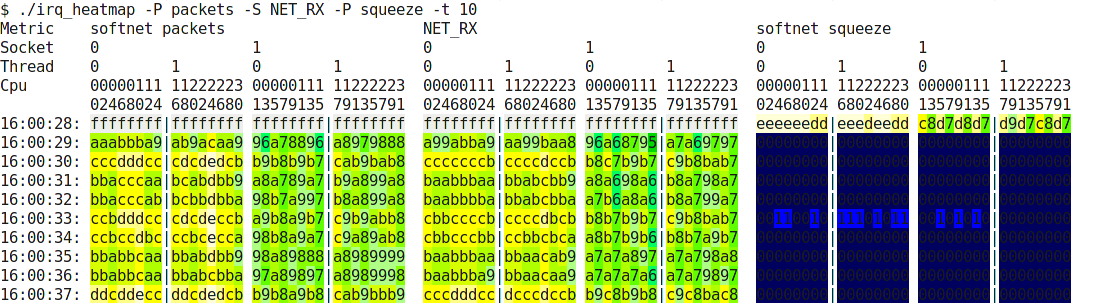 $ ./irq_heatmap -P packets -S NET_RX -P squeeze -t 10
Metric softnet packets NET_RX softnet squeeze
Socket 0 1 0 1 0 1
Thread 0 1 0 1 0 1 0 1 0 1 0 1
Cpu 00000111 11222223 00000111 11222223 00000111 11222223 00000111 11222223 00000111 11222223 00000111 11222223
02468024 68024680 13579135 79135791 02468024 68024680 13579135 79135791 02468024 68024680 13579135 79135791
16:00:28: ffffffff|ffffffff ffffffff|ffffffff ffffffff|ffffffff ffffffff|ffffffff eeeeeedd|eeedeedd c8d7d8d7|d9d7c8d7
16:00:29: aaabbba9|ab9acaa9 96a78896|a8979888 a99abba9|aa99baa8 96a68795|a7a69797 00000000|00000000 00000000|00000000
16:00:30: cccdddcc|cdcdedcb b9b8b9b7|cab9bab8 cccccccb|ccccdccb b8c7b9b7|c9b8bab7 00000000|00000000 00000000|00000000
16:00:31: bbacccaa|bcabdbb9 a8a789a7|b9a899a8 baabbbaa|bbabcbb9 a8a698a6|b8a798a7 00000000|00000000 00000000|00000000
16:00:32: baccccab|bcbbdbba 98b7a997|b8a899a8 baabbbba|bbabcbba a7b6a8a6|b8a799a7 00000000|00000000 00000000|00000000
16:00:33: ccbdddcc|cdcdeccb a9b8a9b7|c9b9abb8 cbbccccb|ccccdbcb b8b7b9b7|c9b8bab7 00110010|11101011 00101010|00000000
16:00:34: ccbccdbc|ccbcecca 98b8a9a7|c9a89ab8 cbbcccbb|ccbbcbca a8b7b9b6|b8b7a9b7 00000000|00000000 00000000|00000000
16:00:35: bbabbcaa|bbabdbb9 98a89888|a8989999 baabbbaa|bbaacab9 a7a7a897|a7a798a8 00000000|00000000 00000000|00000000
16:00:36: bbabbcaa|bbabcbba 97a89897|a8989998 baabbba9|bbabcaa9 a7a7a7a6|a7a79897 00000000|00000000 00000000|00000000
16:00:37: ddcddecc|ddcdedcb b9b8a9b8|cab9bbb9 cccdddcc|dcccdccb b9c8b9b8|c9c8bac8 00000000|00000000 00000000|00000000